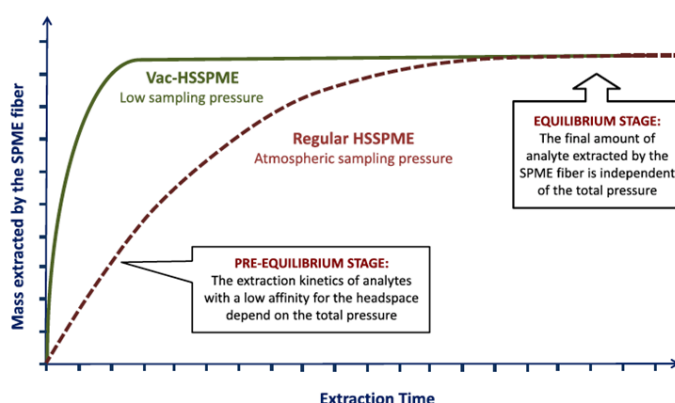 Mass extracted by the SPME fiber
Vac-HSSPME
Low sampling pressure
Regular HSSPME
Atmospheric sampling pressure
EQUILIBRIUM STAGE:
The final amount of
analyte extracted by the
SPME fiber is independent
of the total pressure
PRE-EQUILIBRIUM STAGE:
The extraction kinetics of analytes
with a low affinity for the headspace
depend on the total pressure
Extraction Time